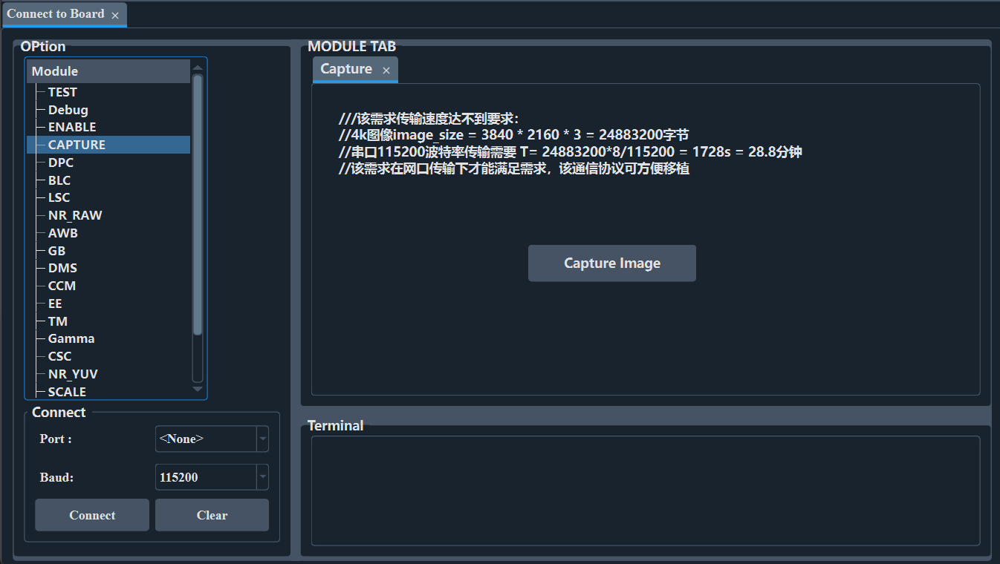 Connect to Board ×
OPtion
Module
TEST
Debug
ENABLE
CAPTURE
DPC
BLC
LSC
NR_RAW
AWB
GB
DMS
CCM
EE
TM
Gamma
CSC
NR_YUV
SCALE
Connect
Port :
<None>
Baud:
115200
Connect
Clear
MODULE TAB
Capture ×
///该需求传输速度达不到要求：
//4k图像image_size = 3840 * 2160 * 3 = 24883200字节
//串口115200波特率传输需要 T= 24883200*8/115200 = 1728s = 28.8分钟
//该需求在网口传输下才能满足需求，该通信协议可方便移植
Capture Image
Terminal